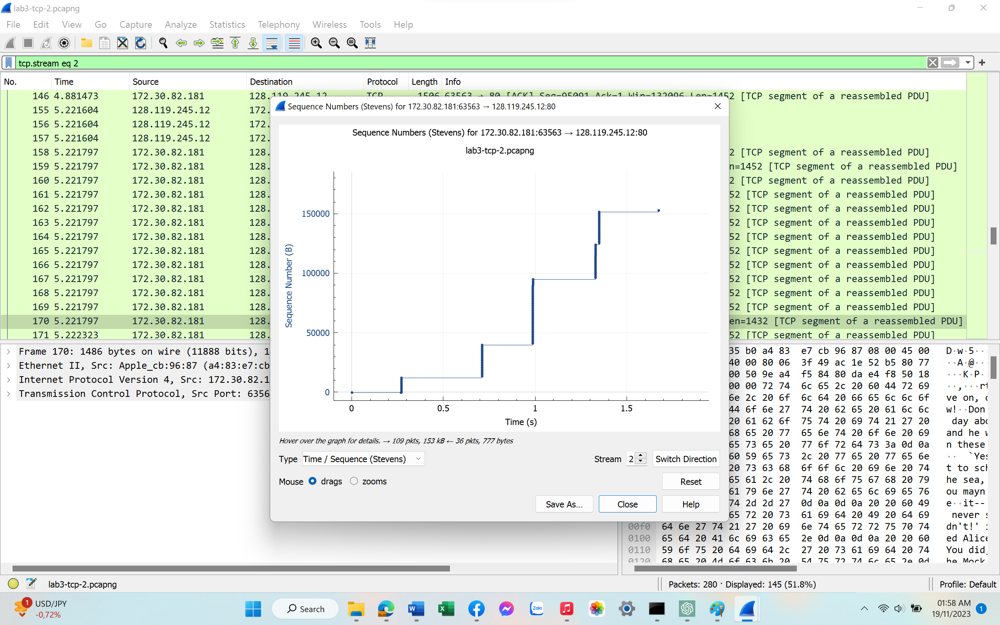 lab3-tcp-2.pcapng
File Edit View Go Capture Analyze Statistics Telephony Wireless Tools Help
tcp.stream eq 2
No. Time Source Destination Protocol Length Info
146 4.881473 172.30.82.181 128.119.245.12 TCP 1506 63563 → 80 [ACK] Seq=95091 Ack=1 Win=132096 Len=1452 [TCP segment of a reassembled PDU]
155 5.221604 128.119.245.12 172.
156 5.221604 128.119.245.12 172.
157 5.221604 128.119.245.12 172.
158 5.221797 172.30.82.181 128. 2 [TCP segment of a reassembled PDU]
159 5.221797 172.30.82.181 128. n=1452 [TCP segment of a reassembled PDU]
160 5.221797 172.30.82.181 128. 2 [TCP segment of a reassembled PDU]
161 5.221797 172.30.82.181 128. 52 [TCP segment of a reassembled PDU]
162 5.221797 172.30.82.181 128. 52 [TCP segment of a reassembled PDU]
163 5.221797 172.30.82.181 128. 52 [TCP segment of a reassembled PDU]
164 5.221797 172.30.82.181 128. 52 [TCP segment of a reassembled PDU]
165 5.221797 172.30.82.181 128. 52 [TCP segment of a reassembled PDU]
166 5.221797 172.30.82.181 128. 52 [TCP segment of a reassembled PDU]
167 5.221797 172.30.82.181 128. 52 [TCP segment of a reassembled PDU]
168 5.221797 172.30.82.181 128. 52 [TCP segment of a reassembled PDU]
169 5.221797 172.30.82.181 128. 52 [TCP segment of a reassembled PDU]
170 5.221797 172.30.82.181 128. en=1432 [TCP segment of a reassembled PDU]
171 5.222323 172.30.82.181 128. 52 [TCP segment of a reassembled PDU]
Sequence Numbers (Stevens) for 172.30.82.181:63563 → 128.119.245.12:80
Sequence Numbers (Stevens) for 172.30.82.181:63563 → 128.119.245.12:80
lab3-tcp-2.pcapng
Sequence Number (B)
150000
100000
50000
0
0 0.5 1 1.5
Time (s)
Hover over the graph for details. → 109 pkts, 153 kB ← 36 pkts, 777 bytes
Type Time / Sequence (Stevens) Stream 2 Switch Direction
Mouse drags zooms Reset
Save As... Close Help
Frame 170: 1486 bytes on wire (11888 bits), 1
Ethernet II, Src: Apple_cb:96:87 (a4:83:e7:cb
Internet Protocol Version 4, Src: 172.30.82.1
Transmission Control Protocol, Src Port: 6356
35 b0 a4 83 e7 cb 96 87 08 00 45 00 D·w·5···
40 00 80 06 3f 49 ac 1e 52 b5 80 77 ··A·@···
00 50 9e a4 f5 84 80 da e4 f8 50 18 ···K·P··
00 00 72 74 6c 65 2c 20 60 44 72 69 ··,···rt
6e 2c 20 6f 6c 64 20 66 65 6c 6c 6f ve on,
44 6f 6e 27 74 20 62 65 20 61 6c 6c w!··Don'
20 61 62 6f 75 74 20 69 74 21 27 20 day abo
68 65 20 77 65 6e 74 20 6f 6e 20 69 and he w
65 73 65 20 77 6f 72 64 73 3a 0d 0a n these
60 59 65 73 2c 20 77 65 20 77 65 6e ·· `Yes
20 73 63 68 6f 6f 6c 20 69 6e 20 74 t to sch
65 61 2c 20 74 68 6f 75 67 68 20 79 he sea,
61 79 6e 27 74 20 62 65 6c 69 65 76 ou mayn'
74 2d 2d 27 0d 0a 0d 0a 20 20 60 49 e··it--'
65 72 20 73 61 69 64 20 49 20 64 69 never s
00f0 64 6e 27 74 21 27 20 69 6e 74 65 72 72 75 70 74 dn't!' i
0100 65 64 20 41 6c 69 63 65 2e 0d 0a 0d 0a 20 20 60 ed Alice
0110 59 6f 75 20 64 69 64 2c 27 20 73 61 69 64 20 74 You did,
0120 68 65 20 4d 6f 63 6b 20 54 75 72 74 6c 65 2e 0d he Mock
lab3-tcp-2.pcapng Packets: 280 · Displayed: 145 (51.8%) Profile: Default
1 USD/JPY
-0,72%
Search
Zalo
01:58 AM
19/11/2023
1